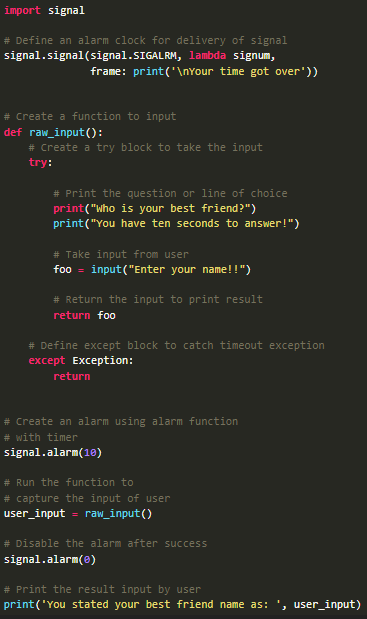 import signal
# Define an alarm clock for delivery of signal
signal.signal(signal.SIGALRM, lambda signum,
              frame: print('\nYour time got over'))
# Create a function to input
def raw_input():
    # Create a try block to take the input
    try:
        # Print the question or line of choice
        print("Who is your best friend?")
        print("You have ten seconds to answer!")
        # Take input from user
        foo = input("Enter your name!!")
        # Return the input to print result
        return foo
    # Define except block to catch timeout exception
    except Exception:
        return
# Create an alarm using alarm function
# with timer
signal.alarm(10)
# Run the function to
# capture the input of user
user_input = raw_input()
# Disable the alarm after success
signal.alarm(0)
# Print the result input by user
print('You stated your best friend name as: ', user_input)